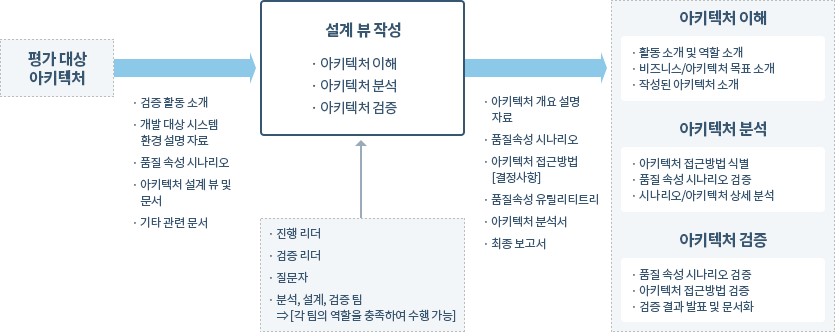 평가 대상
아키텍처
· 검증 활동 소개
· 개발 대상 시스템
환경 설명 자료
· 품질 속성 시나리오
· 아키텍처 설계 뷰 및
문서
· 기타 관련 문서
설계 뷰 작성
· 아키텍처 이해
· 아키텍처 분석
· 아키텍처 검증
· 진행 리더
· 검증 리더
· 질문자
· 분석, 설계, 검증 팀
⇒ [각 팀의 역할을 충족하여 수행 가능]
· 아키텍처 개요 설명
자료
· 품질속성 시나리오
· 아키텍처 접근방법
[결정사항]
· 품질속성 유틸리티트리
· 아키텍처 분석서
· 최종 보고서
아키텍처 이해
· 활동 소개 및 역할 소개
· 비즈니스/아키텍처 목표 소개
· 작성된 아키텍처 소개
아키텍처 분석
· 아키텍처 접근방법 식별
· 품질 속성 시나리오 검증
· 시나리오/아키텍처 상세 분석
아키텍처 검증
· 품질 속성 시나리오 검증
· 아키텍처 접근방법 검증
· 검증 결과 발표 및 문서화